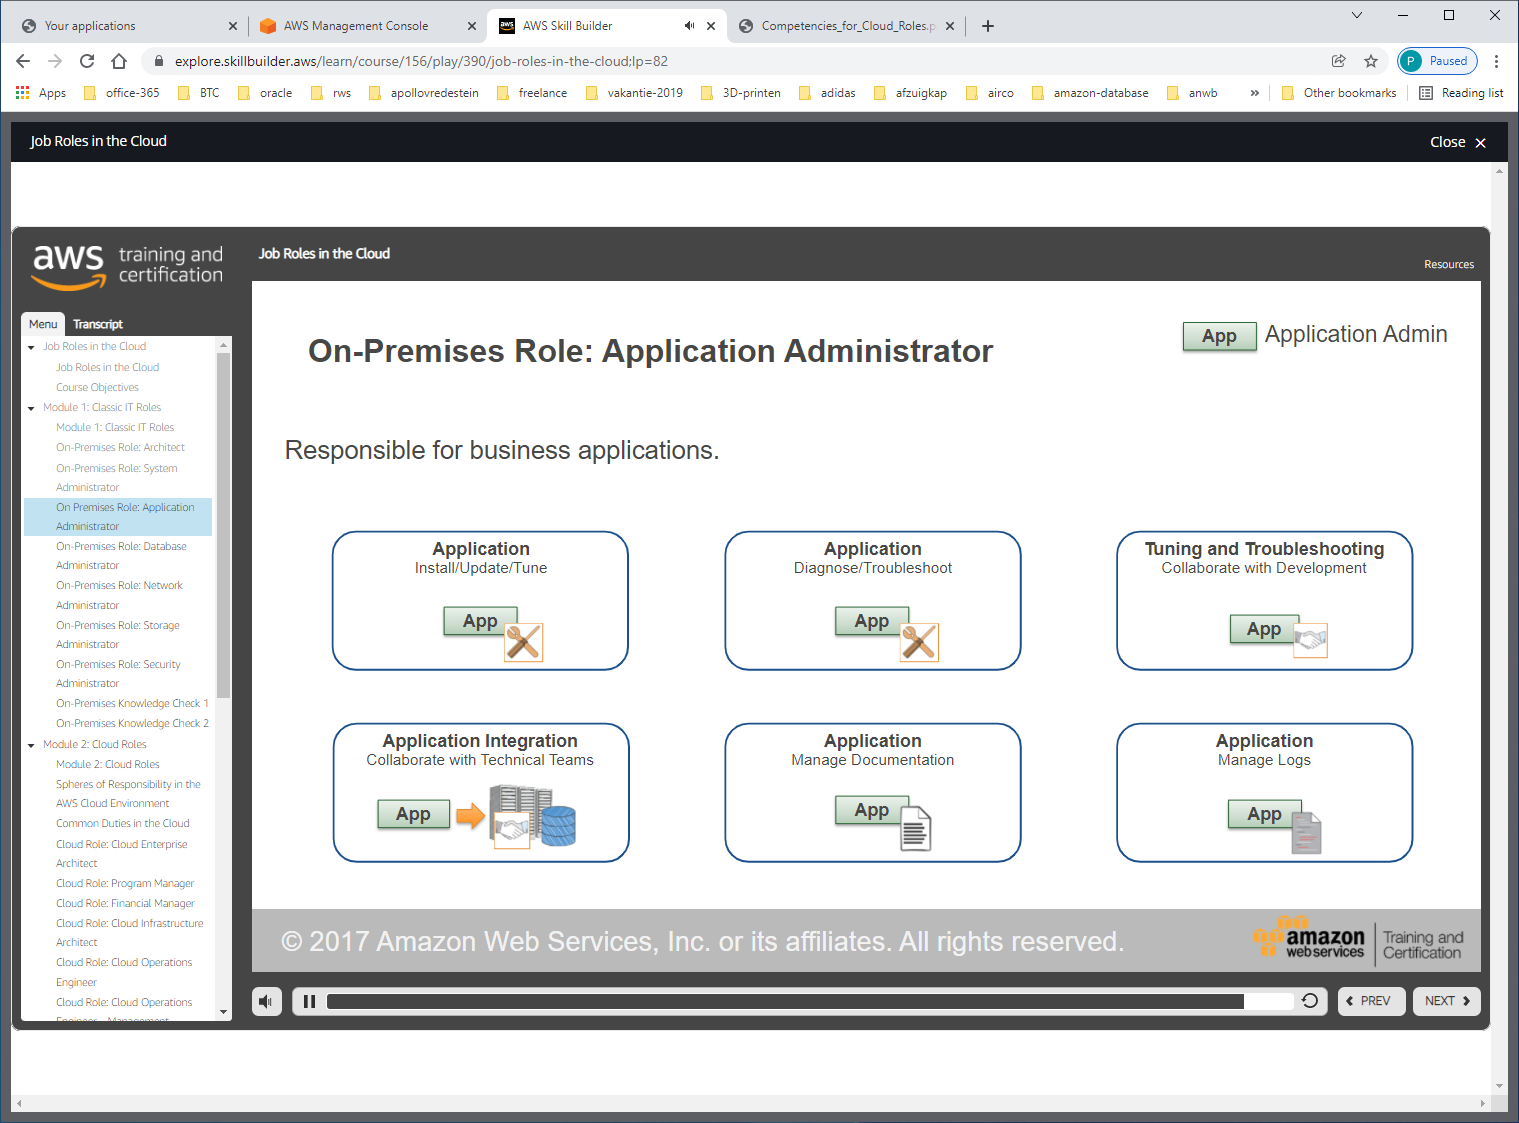 Your applications
AWS Management Console
AWS Skill Builder
Competencies_for_Cloud_Roles.p
explore.skillbuilder.aws/learn/course/156/play/390/job-roles-in-the-cloud;lp=82
P Paused
Apps office-365 BTC oracle rws apollovredestein freelance vakantie-2019 3D-printen adidas afzuigkap airco amazon-database anwb » Other bookmarks Reading list
Job Roles in the Cloud
Close
aws training and certification
Job Roles in the Cloud
Resources
Menu Transcript
Job Roles in the Cloud
Job Roles in the Cloud
Course Objectives
Module 1: Classic IT Roles
Module 1: Classic IT Roles
On-Premises Role: Architect
On-Premises Role: System
Administrator
On Premises Role: Application
Administrator
On-Premises Role: Database
Administrator
On-Premises Role: Network
Administrator
On-Premises Role: Storage
Administrator
On-Premises Role: Security
Administrator
On-Premises Knowledge Check 1
On-Premises Knowledge Check 2
Module 2: Cloud Roles
Module 2: Cloud Roles
Spheres of Responsibility in the
AWS Cloud Environment
Common Duties in the Cloud
Cloud Role: Cloud Enterprise
Architect
Cloud Role: Program Manager
Cloud Role: Financial Manager
Cloud Role: Cloud Infrastructure
Architect
Cloud Role: Cloud Operations
Engineer
Cloud Role: Cloud Operations
Engineer - Management
On-Premises Role: Application Administrator
App Application Admin
Responsible for business applications.
Application
Install/Update/Tune
App
Application
Diagnose/Troubleshoot
App
Tuning and Troubleshooting
Collaborate with Development
App
Application Integration
Collaborate with Technical Teams
App
Application
Manage Documentation
App
Application
Manage Logs
App
© 2017 Amazon Web Services, Inc. or its affiliates. All rights reserved.
amazon
webservices
Training and
Certification
PREV
NEXT